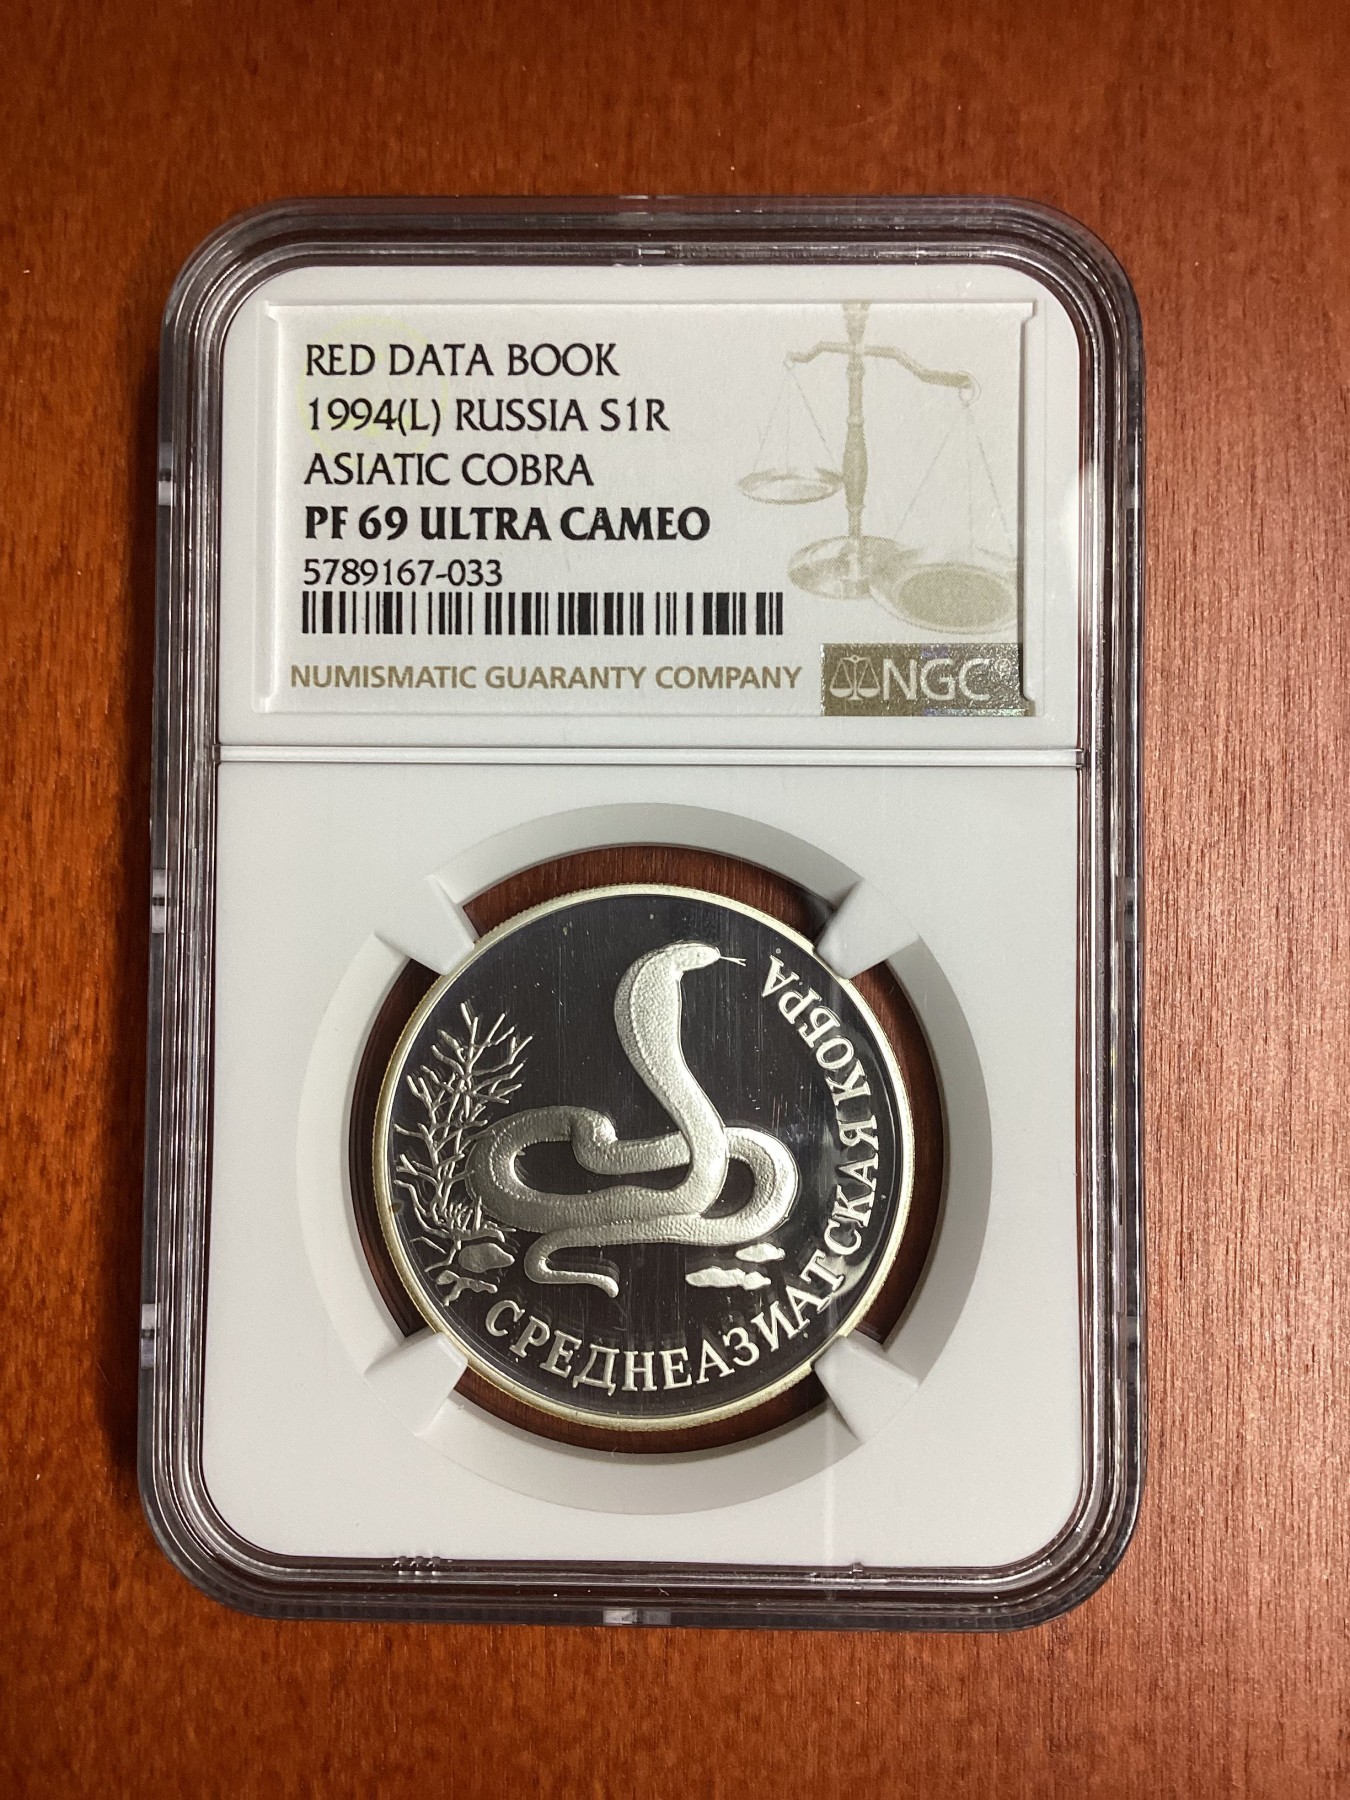 RED DATA BOOK
1994(L) RUSSIA S1R
ASIATIC COBRA
PF 69 ULTRA CAMEO
5789167-033
NUMISMATIC GUARANTY COMPANY
NGC®
СРЕДНЕАЗИАТСКАЯ КОБРА